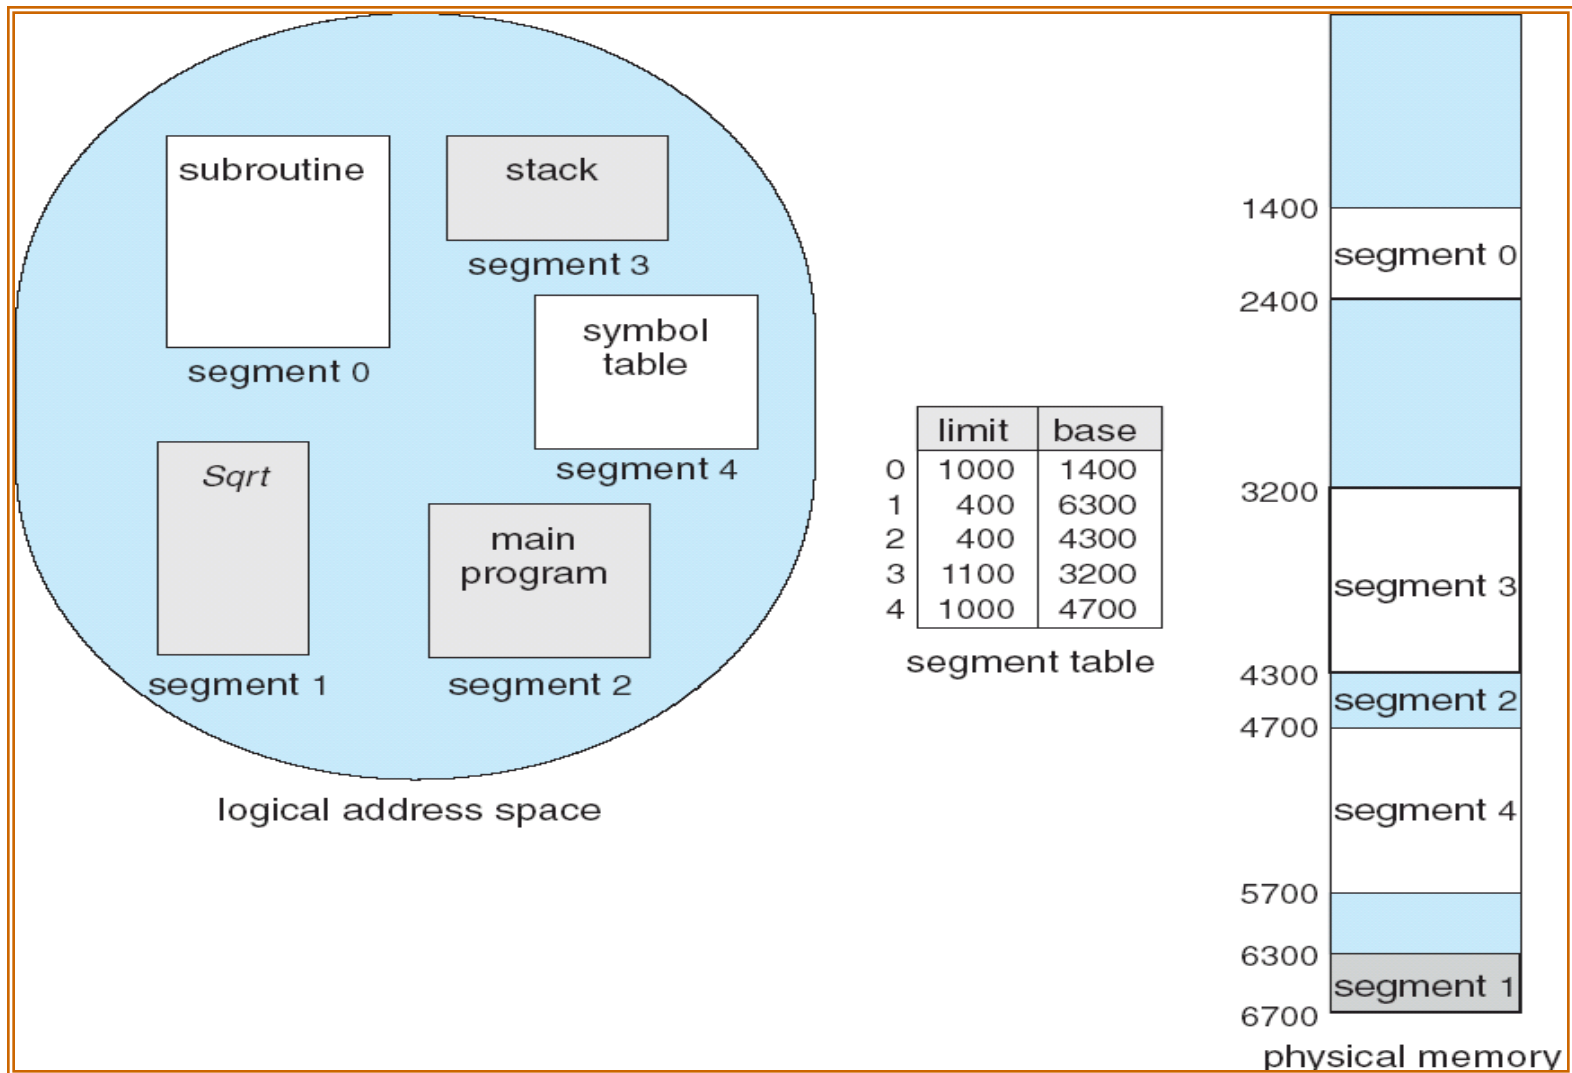 subroutine
segment 0
stack
segment 3
symbol
table
segment 4
Sqrt
segment 1
main
program
segment 2
logical address space
limit base
0 1000 1400
1 400 6300
2 400 4300
3 1100 3200
4 1000 4700
segment table
1400
segment 0
2400
3200
segment 3
4300
segment 2
4700
segment 4
5700
6300
segment 1
6700
physical memory